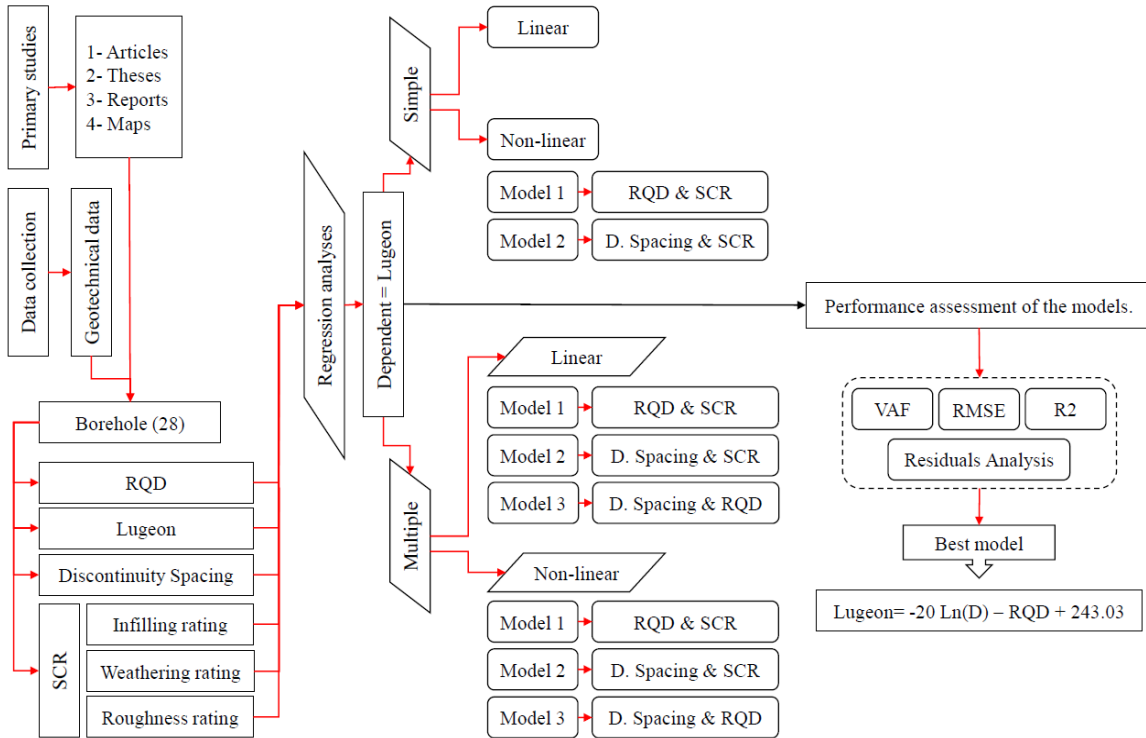 Primary studies
1- Articles
2- Theses
3- Reports
4- Maps
Data collection
Geotechnical data
Borehole (28)
RQD
Lugeon
Discontinuity Spacing
SCR
Infilling rating
Weathering rating
Roughness rating
Regression analyses
Dependent = Lugeon
Simple
Linear
Non-linear
Model 1
RQD & SCR
Model 2
D. Spacing & SCR
Multiple
Linear
Model 1
RQD & SCR
Model 2
D. Spacing & SCR
Model 3
D. Spacing & RQD
Non-linear
Model 1
RQD & SCR
Model 2
D. Spacing & SCR
Model 3
D. Spacing & RQD
Performance assessment of the models.
VAF
RMSE
R2
Residuals Analysis
Best model
Lugeon= -20 Ln(D) – RQD + 243.03